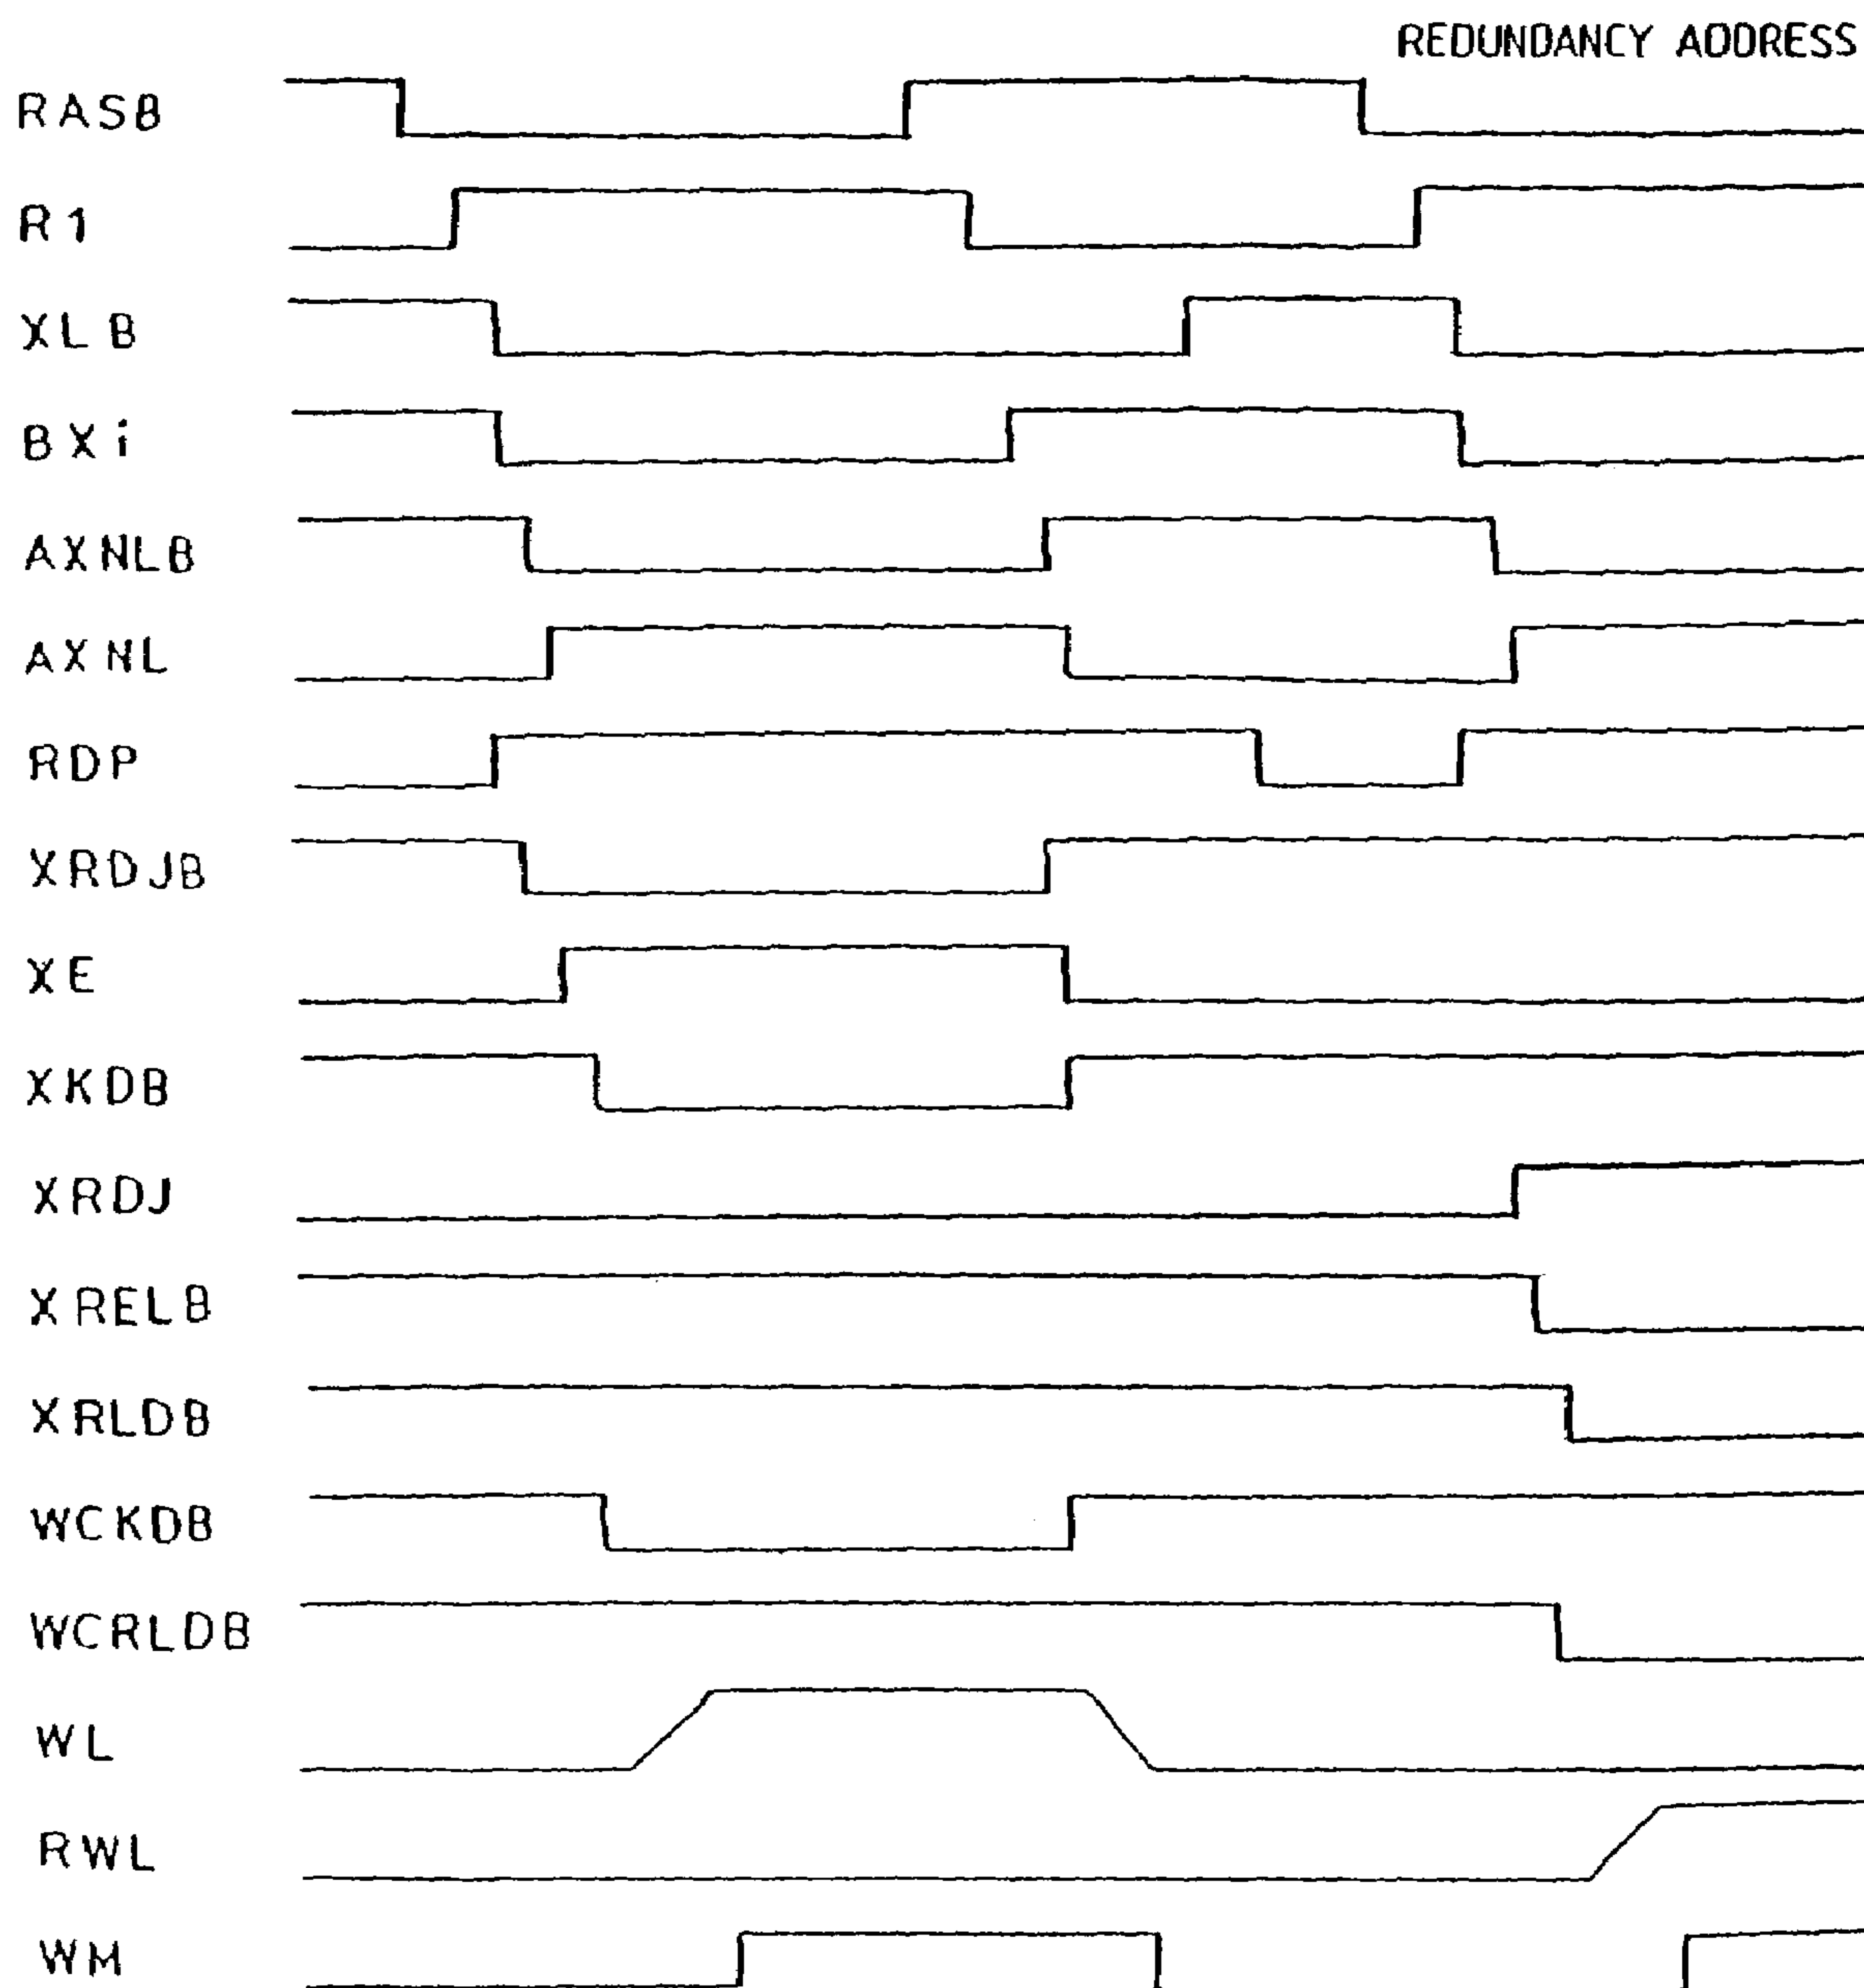 REDUNDANCY ADDRESS
RASB
R1
XLB
BXi
AXNLB
AXNL
RDP
XRDJB
XE
XKDB
XRDJ
XRELB
XRLDB
WCKDB
WCRLDB
WL
RWL
WM